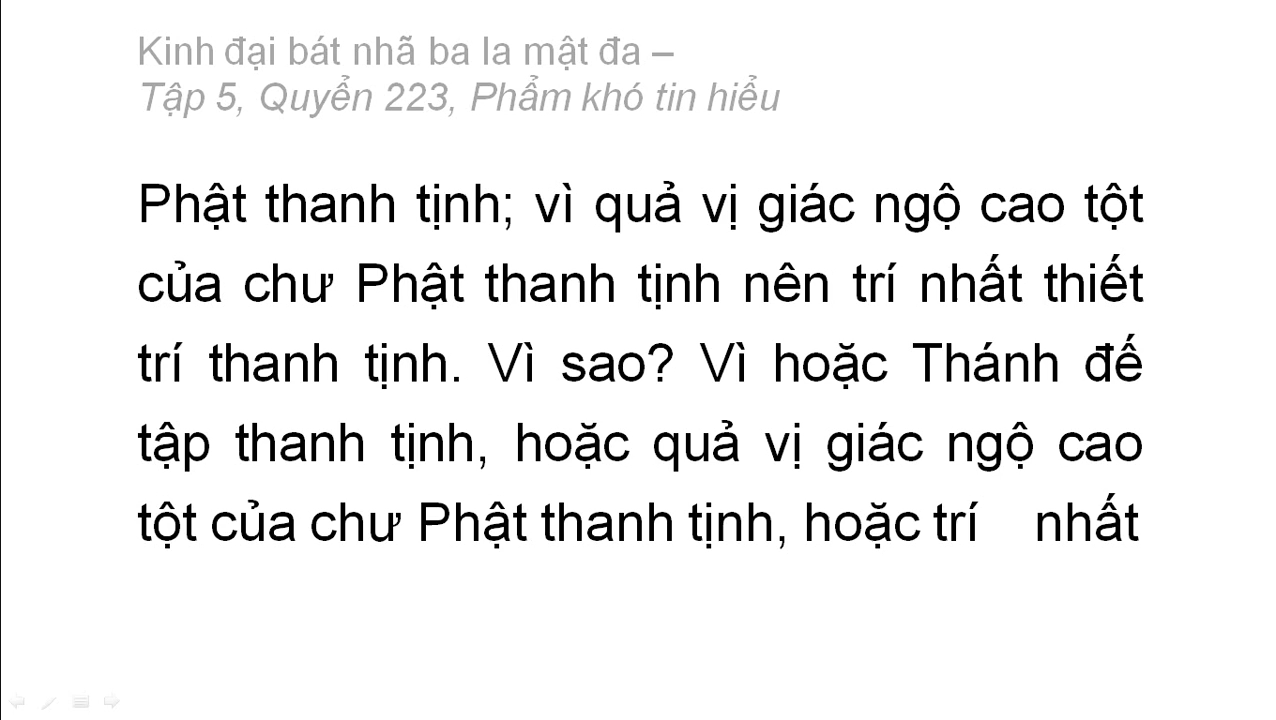 Kinh đại bát nhã ba la mật đa –
Tập 5, Quyển 223, Phẩm khó tin hiểu
Phật thanh tịnh; vì quả vị giác ngộ cao tột
của chư Phật thanh tịnh nên trí nhất thiết
trí thanh tịnh. Vì sao? Vì hoặc Thánh đế
tập thanh tịnh, hoặc quả vị giác ngộ cao
tột của chư Phật thanh tịnh, hoặc trí nhất